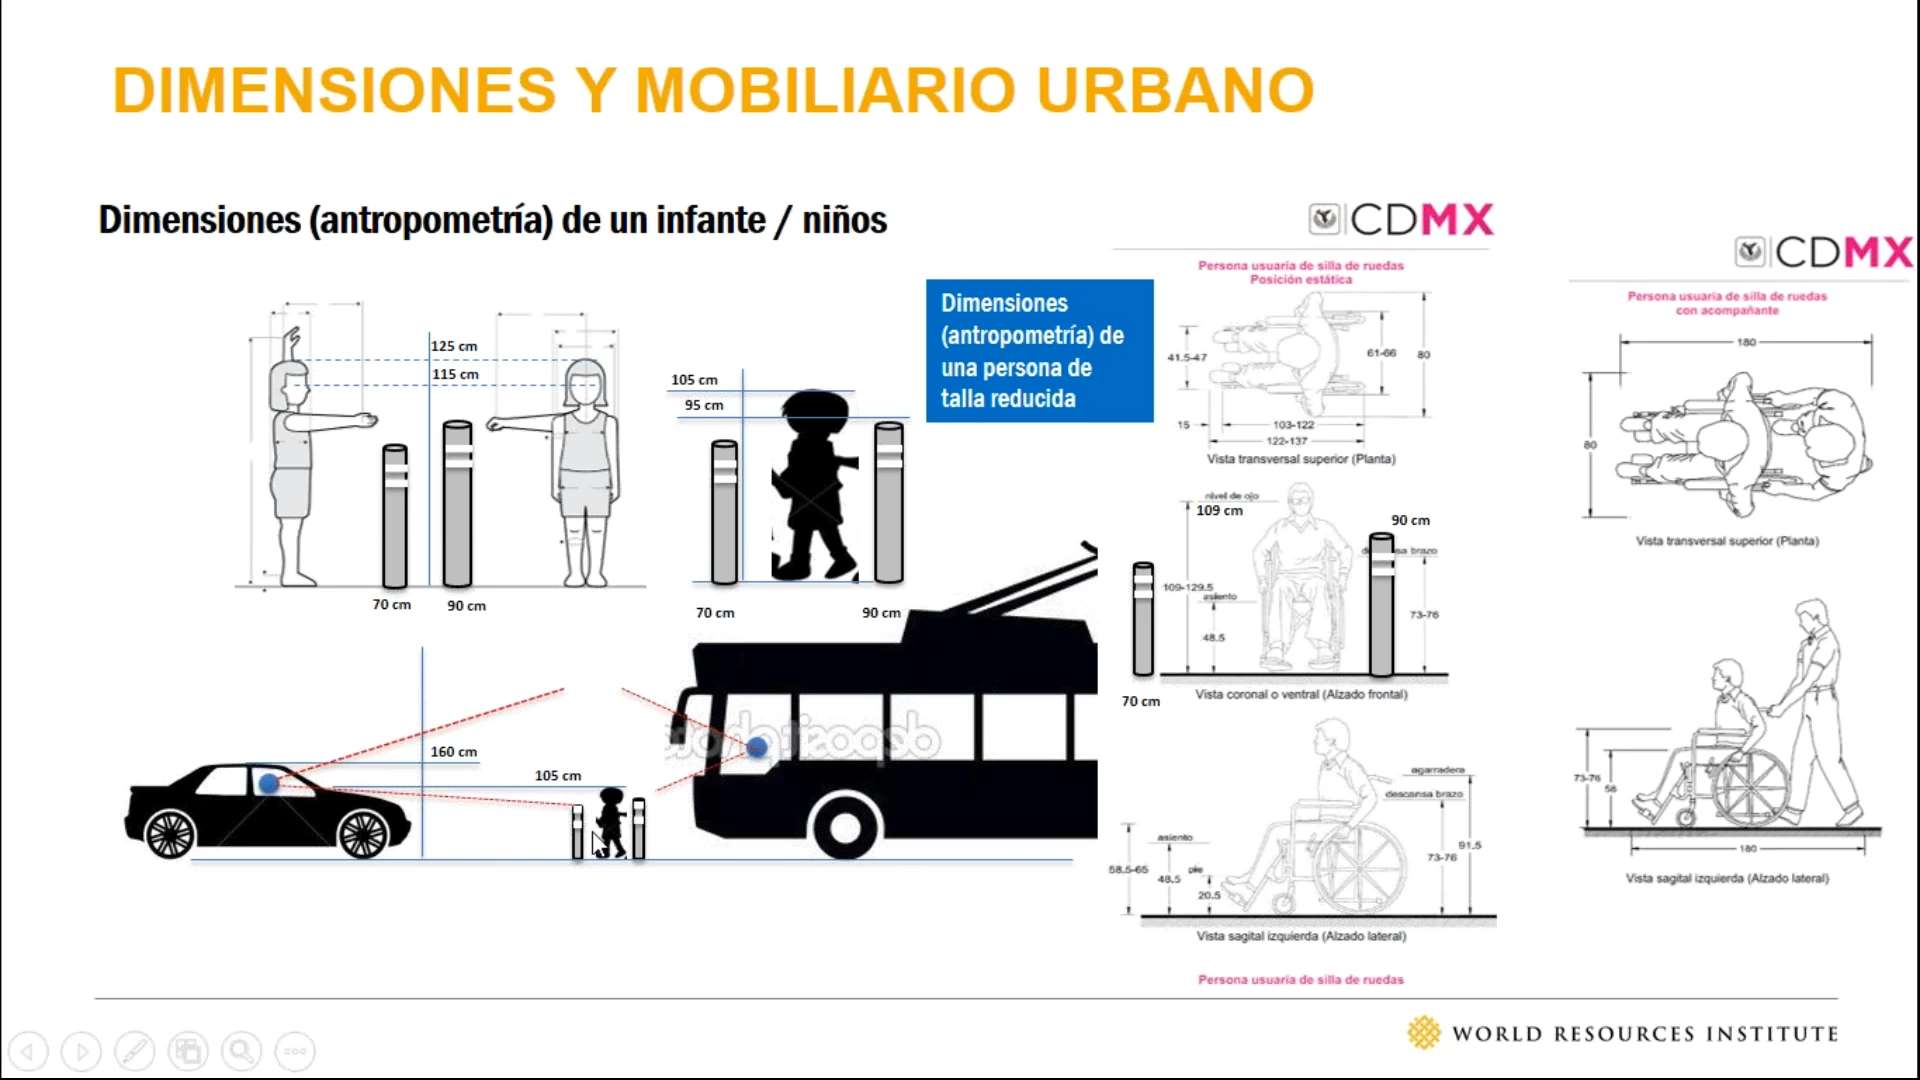 DIMENSIONES Y MOBILIARIO URBANO
Dimensiones (antropometría) de un infante / niños
125 cm
115 cm
70 cm
90 cm
105 cm
95 cm
70 cm
90 cm
160 cm
105 cm
depositphotos
Dimensiones
(antropometría) de
una persona de
talla reducida
CDMX
Persona usuaria de silla de ruedas
Posición estática
41.5-47
61-66
80
15
103-122
122-137
Vista transversal superior (Planta)
nivel de ojo
109 cm
90 cm
sa brazo
109-129.5
asiento
48.5
73-76
70 cm
Vista coronal o ventral (Alzado frontal)
agarradera
descansa brazo
asiento
pie
58.5-65
48.5
20.5
73-76
91.5
Vista sagital izquierda (Alzado lateral)
Persona usuaria de silla de ruedas
CDMX
Persona usuaria de silla de ruedas
con acompañante
180
80
Vista transversal superior (Planta)
73-76
58
180
Vista sagital izquierda (Alzado lateral)
WORLD RESOURCES INSTITUTE